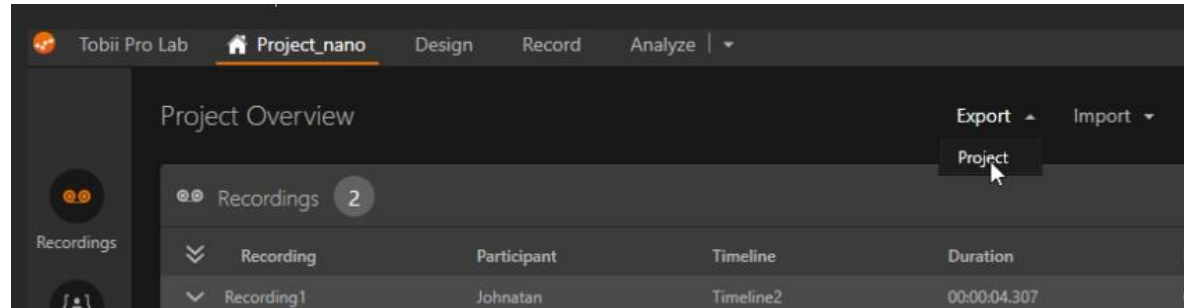 Tobii Pro Lab Project_nano Design Record Analyze
Project Overview Export Import
Project
Recordings 2
Recordings
Recording Participant Timeline Duration
Recording1 Johnatan Timeline2 00:00:04.307